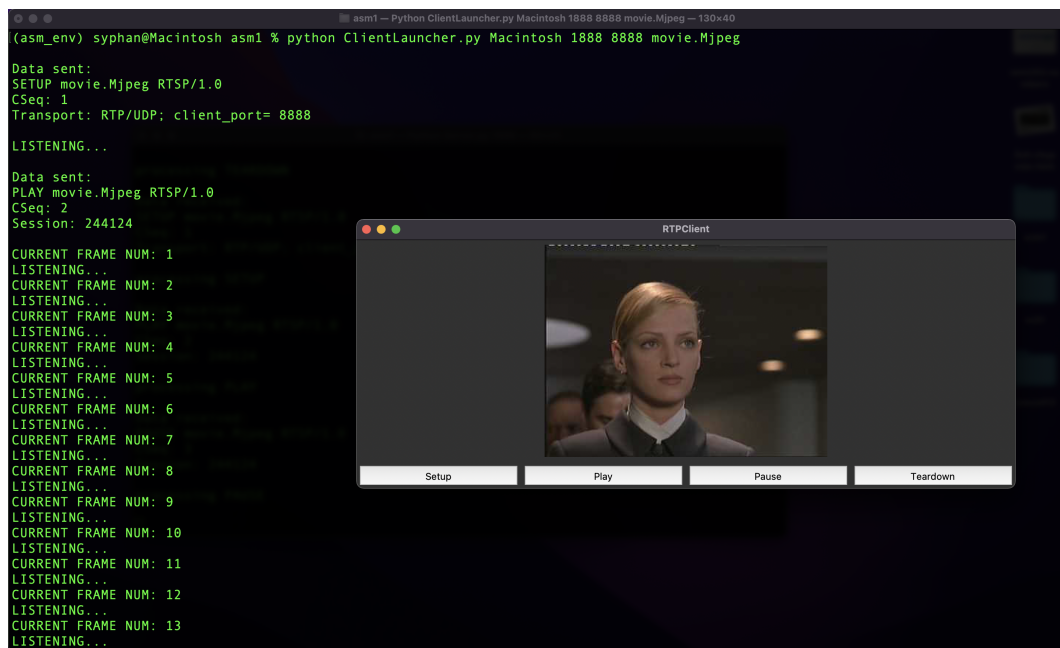 asm1 — Python ClientLauncher.py Macintosh 1888 8888 movie.Mjpeg — 130×40
(asm_env) syphan@Macintosh asm1 % python ClientLauncher.py Macintosh 1888 8888 movie.Mjpeg
Data sent:
SETUP movie.Mjpeg RTSP/1.0
CSeq: 1
Transport: RTP/UDP; client_port= 8888
LISTENING...
Data sent:
PLAY movie.Mjpeg RTSP/1.0
CSeq: 2
Session: 244124
CURRENT FRAME NUM: 1
LISTENING...
CURRENT FRAME NUM: 2
LISTENING...
CURRENT FRAME NUM: 3
LISTENING...
CURRENT FRAME NUM: 4
LISTENING...
CURRENT FRAME NUM: 5
LISTENING...
CURRENT FRAME NUM: 6
LISTENING...
CURRENT FRAME NUM: 7
LISTENING...
CURRENT FRAME NUM: 8
LISTENING...
CURRENT FRAME NUM: 9
LISTENING...
CURRENT FRAME NUM: 10
LISTENING...
CURRENT FRAME NUM: 11
LISTENING...
CURRENT FRAME NUM: 12
LISTENING...
CURRENT FRAME NUM: 13
LISTENING...
RTPClient
Setup Play Pause Teardown